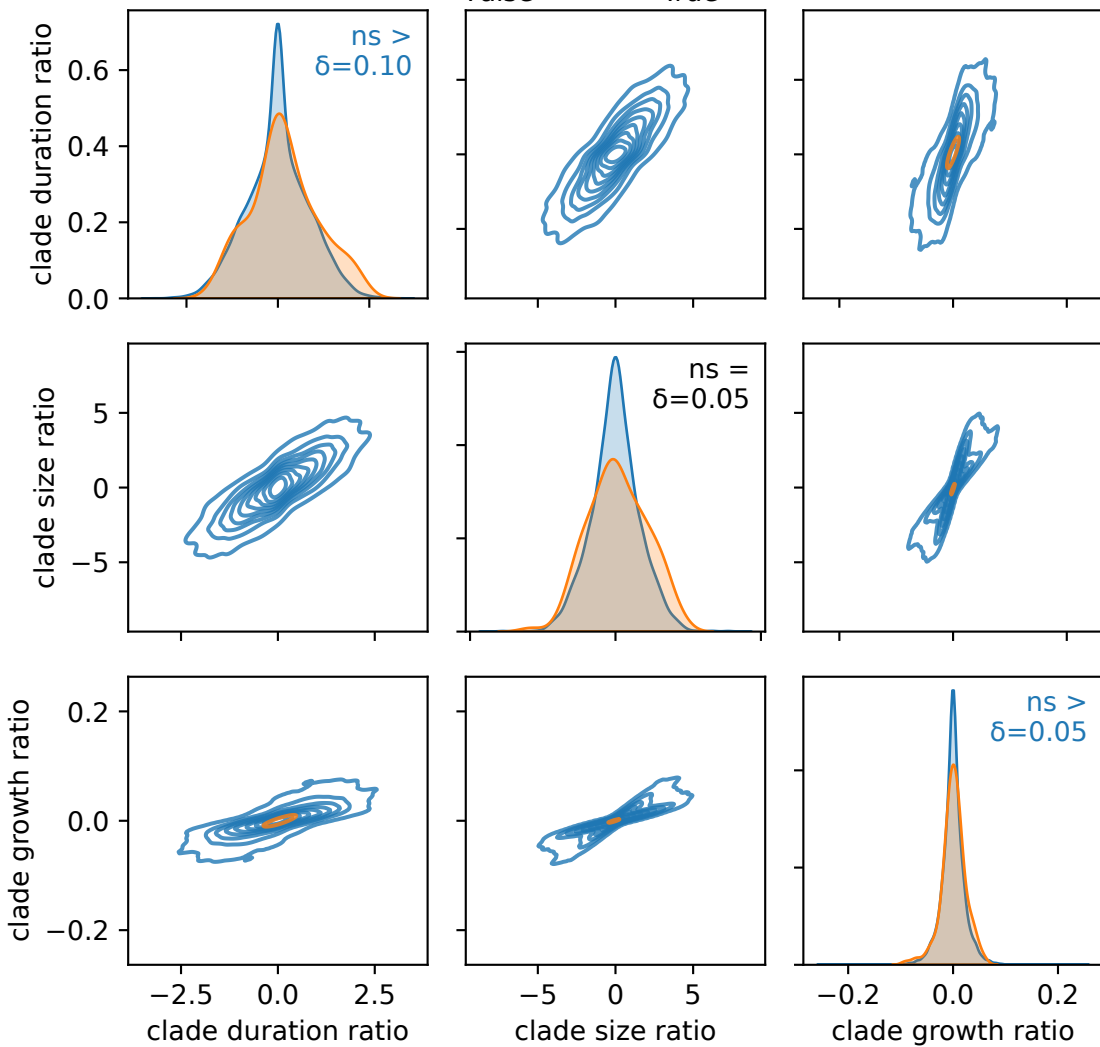 clade duration ratio
0.6
0.4
0.2
0.0
ns >
δ=0.10
clade size ratio
5
0
−5
ns =
δ=0.05
clade growth ratio
0.2
0.0
−0.2
ns >
δ=0.05
−2.5 0.0 2.5
−5 0 5
−0.2 0.0 0.2
clade duration ratio
clade size ratio
clade growth ratio